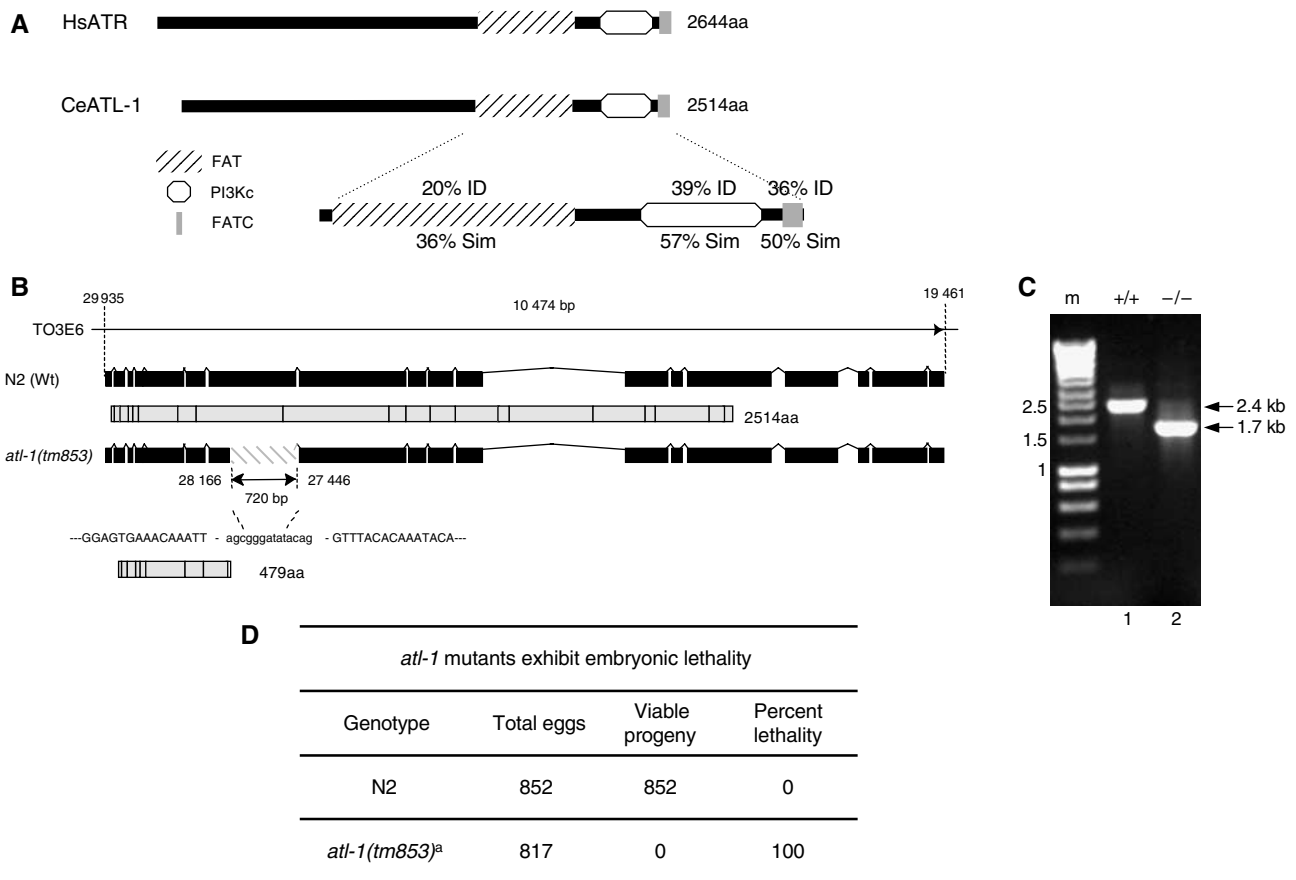 A
HsATR
2644aa
CeATL-1
2514aa
FAT
PI3Kc
FATC
20% ID
39% ID
36% ID
36% Sim
57% Sim
50% Sim
B
29 935
10 474 bp
19 461
TO3E6
N2 (Wt)
2514aa
atl-1(tm853)
28 166
27 446
720 bp
---GGAGTGAAACAAATT - agcgggatatacag - GTTTACACAAATACA---
479aa
C
m +/+ −/−
2.5
1.5
1
2.4 kb
1.7 kb
1 2
D
atl-1 mutants exhibit embryonic lethality
Genotype Total eggs Viable progeny Percent lethality
N2 852 852 0
atl-1(tm853)a 817 0 100